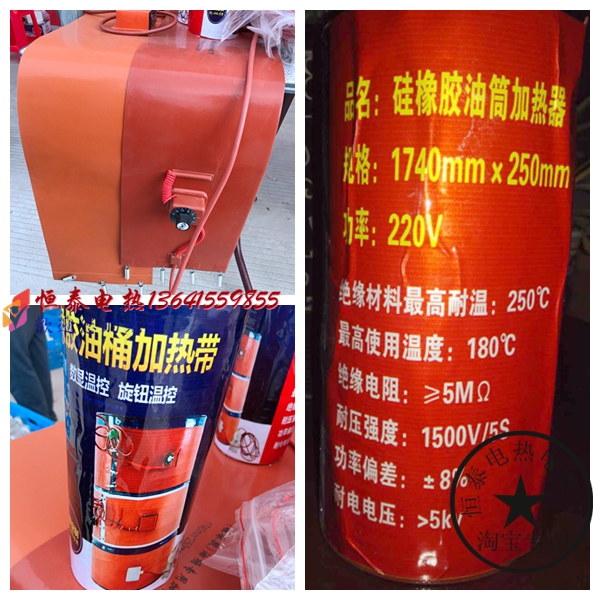 恒泰电热13641559855
油桶加热带
数显温控 旋钮温控
品名：硅橡胶油筒加热器
规格：1740mm×250mm
功率：220V
绝缘材料最高耐温：250℃
最高使用温度：180℃
绝缘电阻：≥5MΩ
耐压强度：1500V/5S
功率偏差：±8%
耐电电压：>5kv
恒泰电热
淘宝